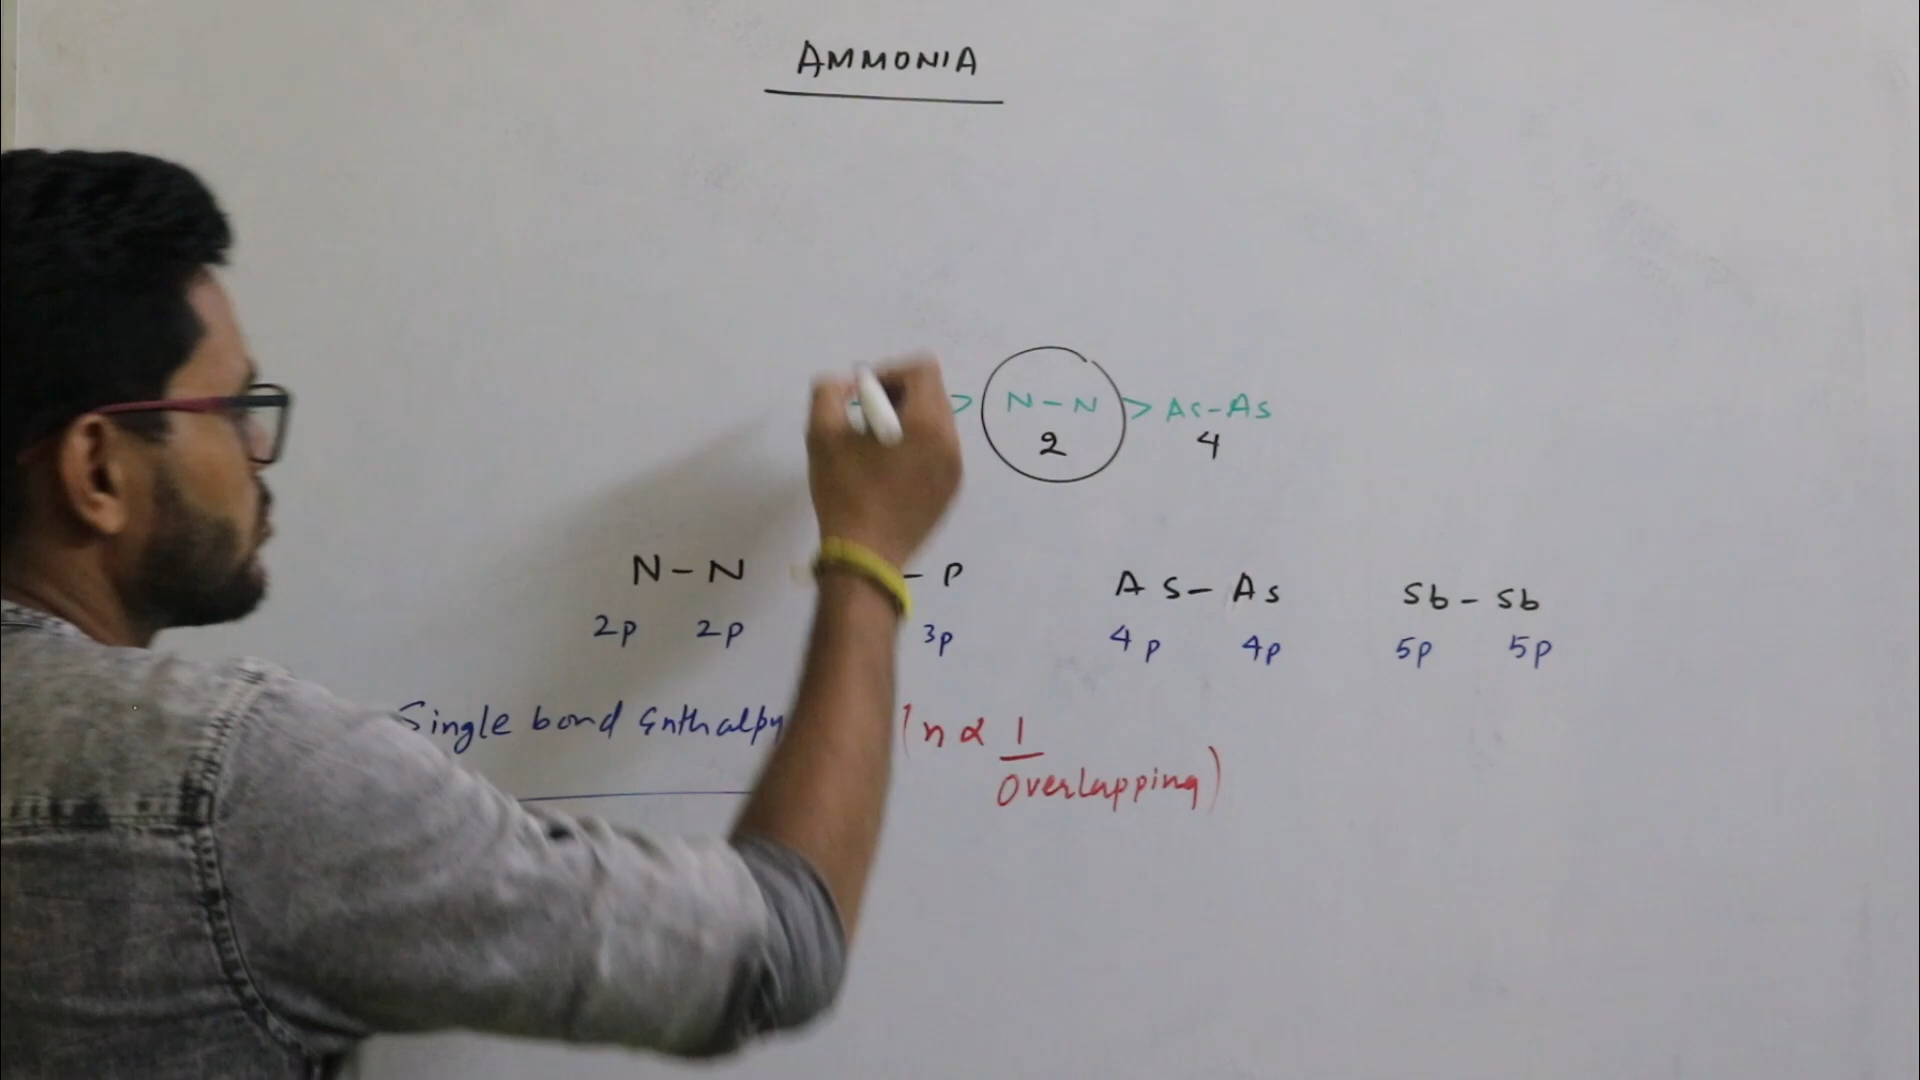 AMMONIA
> N - N > As - As
2 4
N - N - P As - As Sb - Sb
2p 2p 3p 4p 4p 5p 5p
Single bond Enthalpy (n ∝ 1
Overlapping)